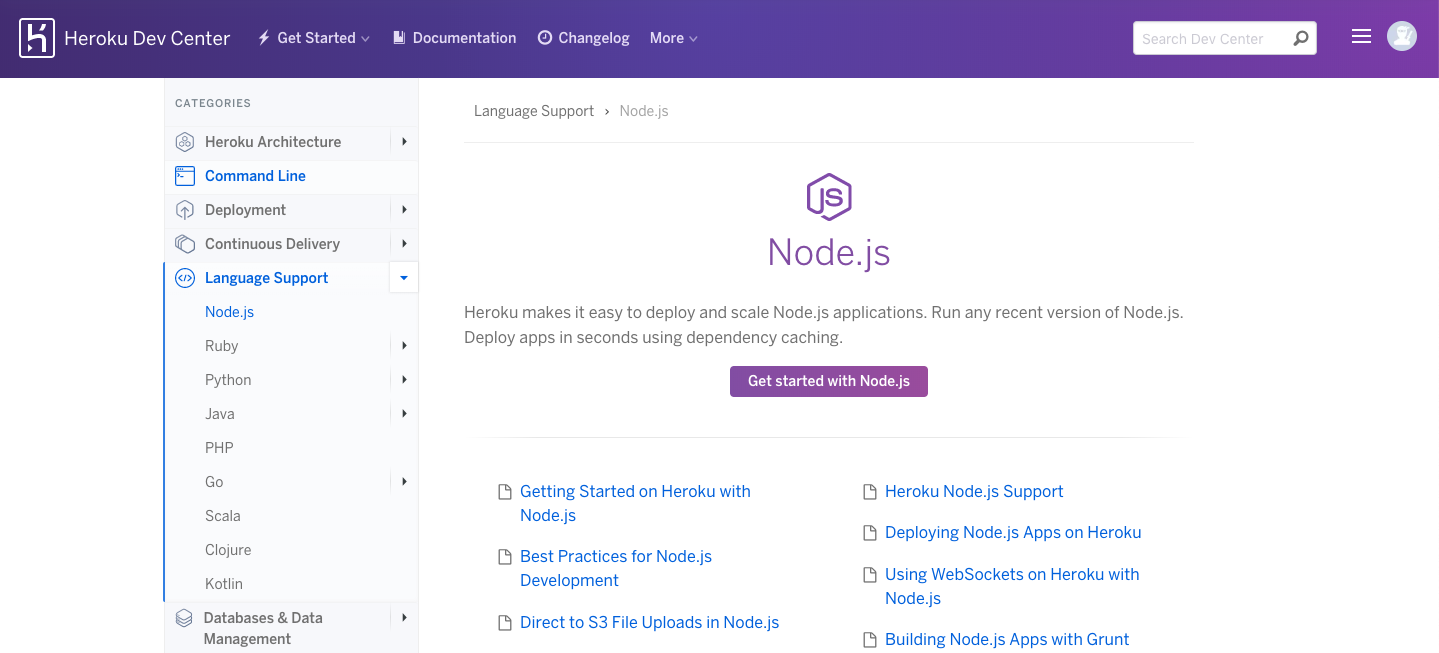 Heroku Dev Center
Get Started
Documentation
Changelog
More
Search Dev Center
CATEGORIES
Heroku Architecture
Command Line
Deployment
Continuous Delivery
Language Support
Node.js
Ruby
Python
Java
PHP
Go
Scala
Clojure
Kotlin
Databases & Data
Management
Language Support › Node.js
JS
Node.js
Heroku makes it easy to deploy and scale Node.js applications. Run any recent version of Node.js.
Deploy apps in seconds using dependency caching.
Get started with Node.js
Getting Started on Heroku with
Node.js
Best Practices for Node.js
Development
Direct to S3 File Uploads in Node.js
Heroku Node.js Support
Deploying Node.js Apps on Heroku
Using WebSockets on Heroku with
Node.js
Building Node.js Apps with Grunt